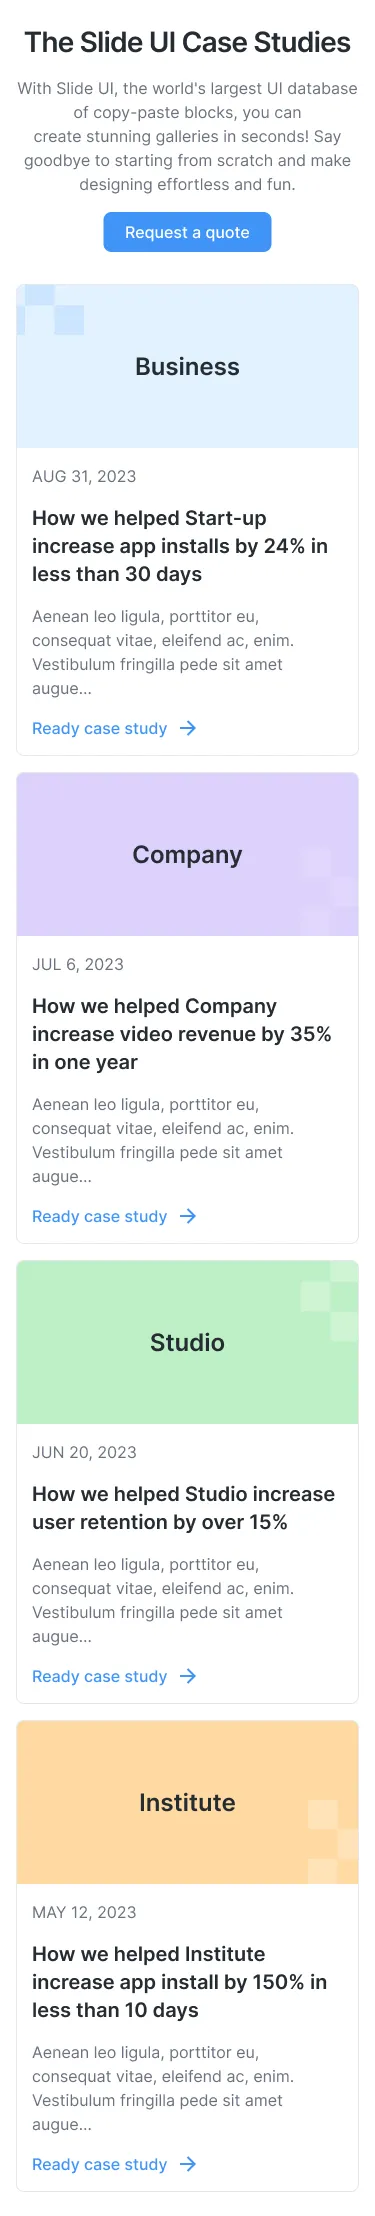 The Slide UI Case Studies
With Slide UI, the world's largest UI database
of copy-paste blocks, you can
create stunning galleries in seconds! Say
goodbye to starting from scratch and make
designing effortless and fun.
Request a quote
Business
AUG 31, 2023
How we helped Start-up
increase app installs by 24% in
less than 30 days
Aenean leo ligula, porttitor eu,
consequat vitae, eleifend ac, enim.
Vestibulum fringilla pede sit amet
augue...
Ready case study
Company
JUL 6, 2023
How we helped Company
increase video revenue by 35%
in one year
Aenean leo ligula, porttitor eu,
consequat vitae, eleifend ac, enim.
Vestibulum fringilla pede sit amet
augue...
Ready case study
Studio
JUN 20, 2023
How we helped Studio increase
user retention by over 15%
Aenean leo ligula, porttitor eu,
consequat vitae, eleifend ac, enim.
Vestibulum fringilla pede sit amet
augue...
Ready case study
Institute
MAY 12, 2023
How we helped Institute
increase app install by 150% in
less than 10 days
Aenean leo ligula, porttitor eu,
consequat vitae, eleifend ac, enim.
Vestibulum fringilla pede sit amet
augue...
Ready case study